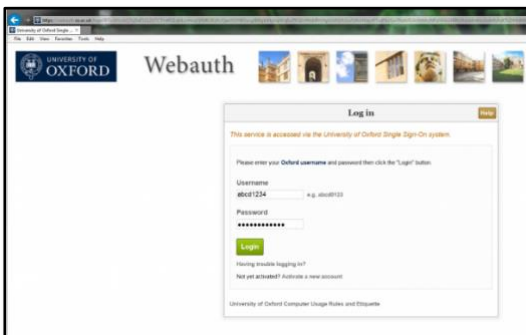 University of Oxford Single ...
File Edit View Favorites Tools Help
UNIVERSITY OF
OXFORD
Webauth
Log in
Help
This service is accessed via the University of Oxford Single Sign-On system.
Please enter your Oxford username and password then click the "Login" button.
Username
abcd1234
e.g. abcd0123
Password
Login
Having trouble logging in?
Not yet activated? Activate a new account
University of Oxford Computer Usage Rules and Etiquette